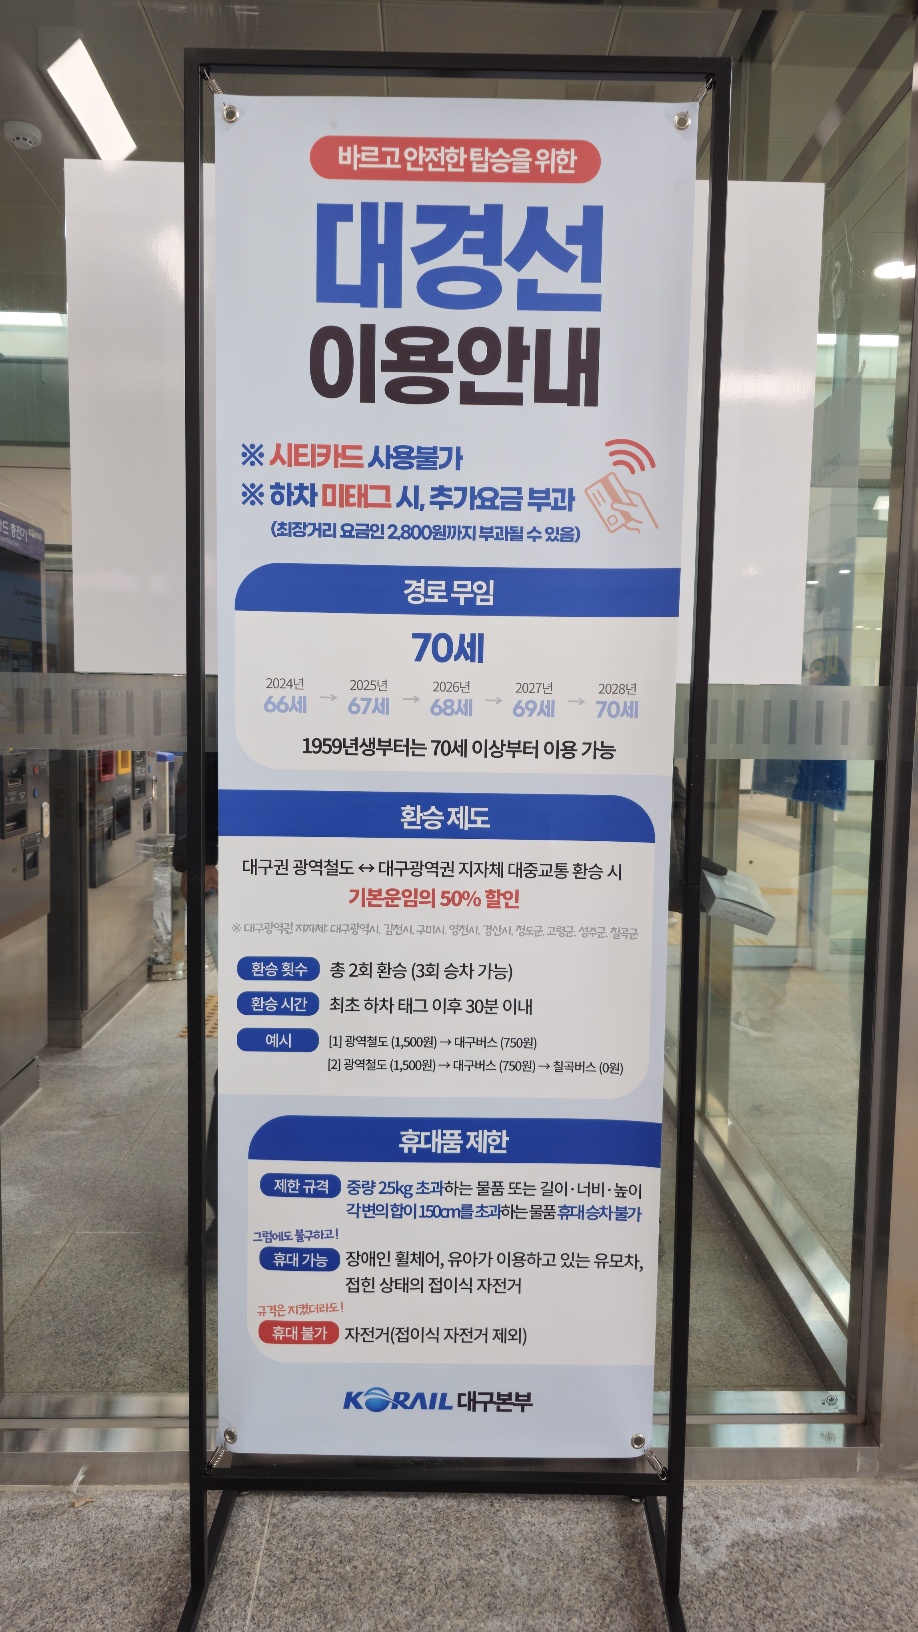 바르고 안전한 탑승을 위한
대경선
이용안내
※ 시티카드 사용불가
※ 하차 미태그 시, 추가요금 부과
(최장거리 요금인 2,800원까지 부과될 수 있음)
경로 무임
70세
2024년 → 2025년 → 2026년 → 2027년 → 2028년
66세 67세 68세 69세 70세
1959년생부터는 70세 이상부터 이용 가능
환승 제도
대구권 광역철도 ↔ 대구광역권 지자체 대중교통 환승 시
기본운임의 50% 할인
※ 대구광역권 지자체: 대구광역시, 김천시, 구미시, 영천시, 경산시, 청도군, 고령군, 성주군, 칠곡군
환승 횟수 총 2회 환승 (3회 승차 가능)
환승 시간 최초 하차 태그 이후 30분 이내
예시 [1] 광역철도 (1,500원) → 대구버스 (750원)
[2] 광역철도 (1,500원) → 대구버스 (750원) → 칠곡버스 (0원)
휴대품 제한
제한 규격 중량 25kg 초과하는 물품 또는 길이·너비·높이
각 변의 합이 150cm를 초과하는 물품 휴대 승차 불가
그럼에도 불구하고!
휴대 가능 장애인 휠체어, 유아가 이용하고 있는 유모차,
접힌 상태의 접이식 자전거
규격은 지켰더라도!
휴대 불가 자전거(접이식 자전거 제외)
KORAIL 대구본부